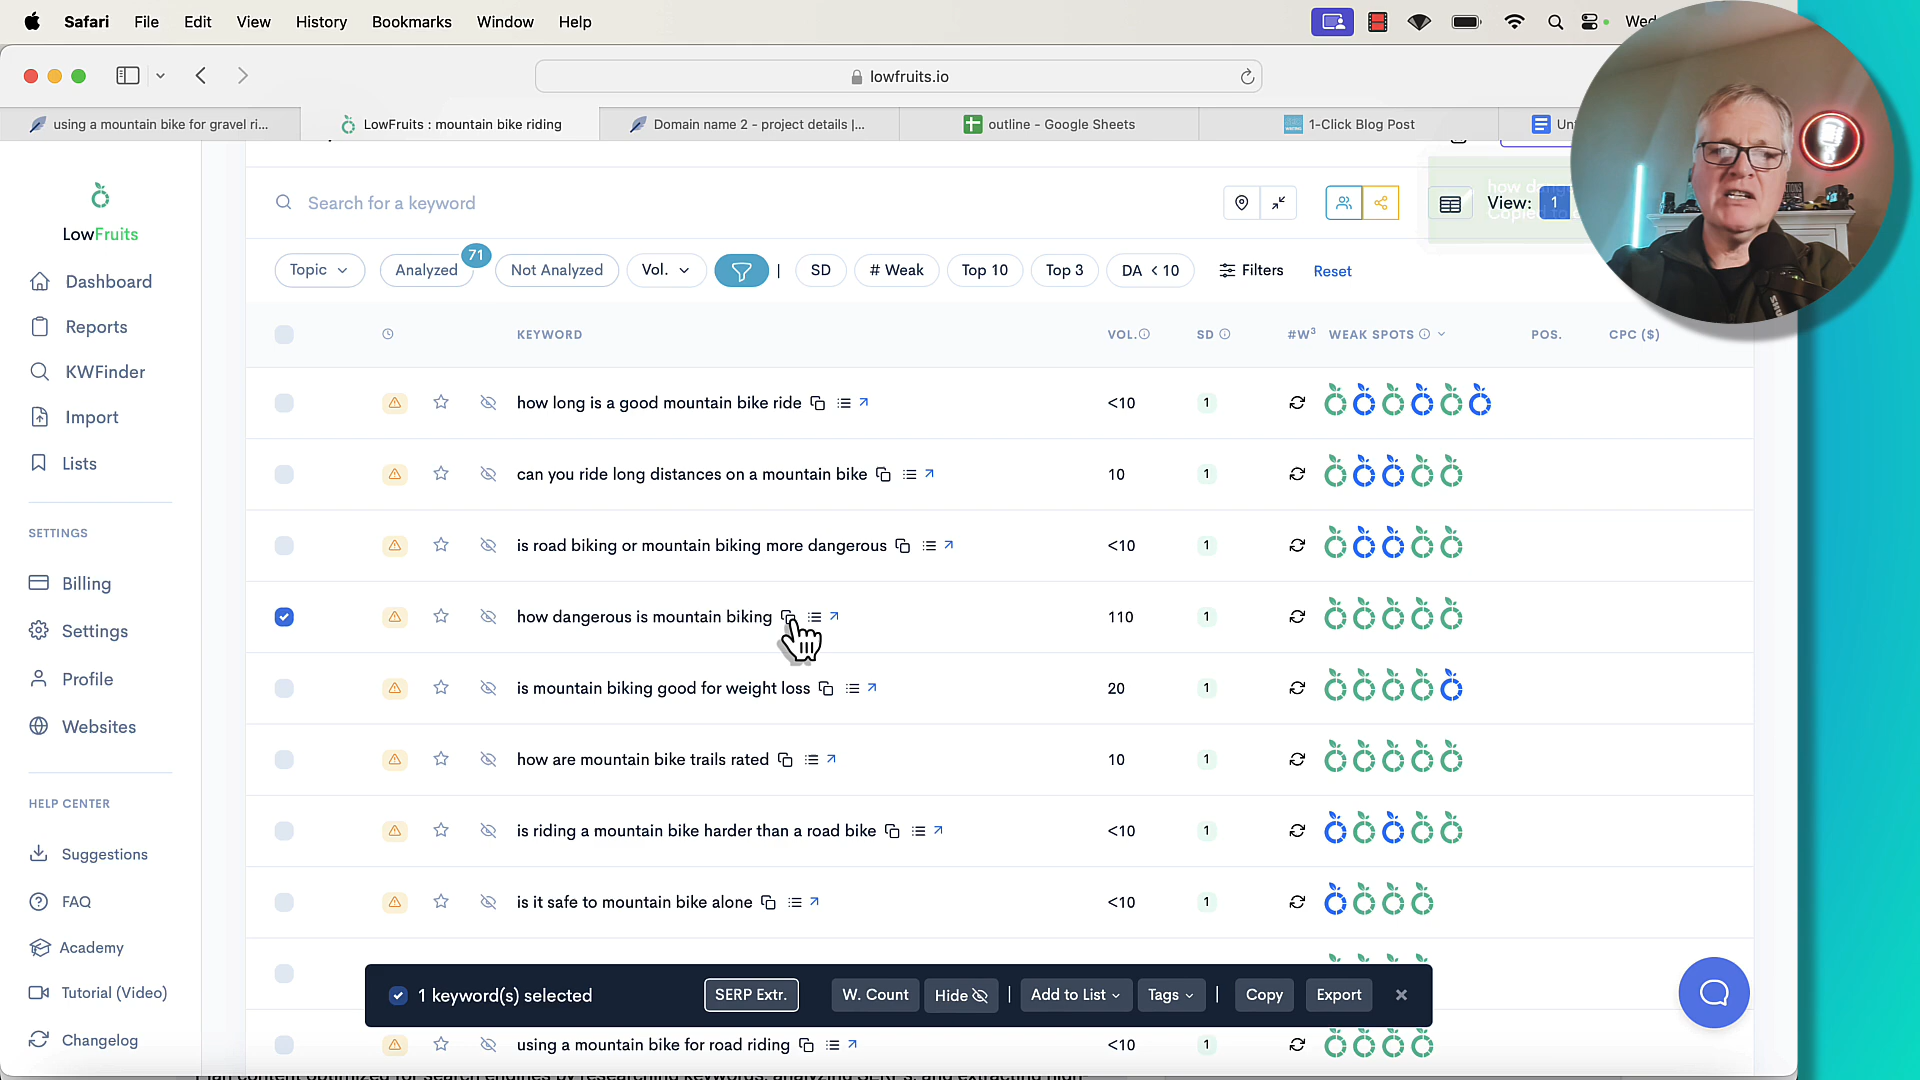 Safari File Edit View History Bookmarks Window Help
Wed
lowfruits.io
using a mountain bike for gravel ri...
LowFruits : mountain bike riding
Domain name 2 - project details |...
outline - Google Sheets
1-Click Blog Post
LowFruits
Dashboard
Reports
KWFinder
Import
Lists
SETTINGS
Billing
Settings
Profile
Websites
HELP CENTER
Suggestions
FAQ
Academy
Tutorial (Video)
Changelog
Search for a keyword
View: 1
Topic
Analyzed
71
Not Analyzed
Vol.
SD
# Weak
Top 10
Top 3
DA < 10
Filters
Reset
KEYWORD VOL. SD #W³ WEAK SPOTS POS. CPC ($)
how long is a good mountain bike ride <10 1
can you ride long distances on a mountain bike 10 1
is road biking or mountain biking more dangerous <10 1
how dangerous is mountain biking 110 1
is mountain biking good for weight loss 20 1
how are mountain bike trails rated 10 1
is riding a mountain bike harder than a road bike <10 1
is it safe to mountain bike alone <10 1
1 keyword(s) selected SERP Extr. W. Count Hide | Add to List Tags | Copy Export
using a mountain bike for road riding <10 1